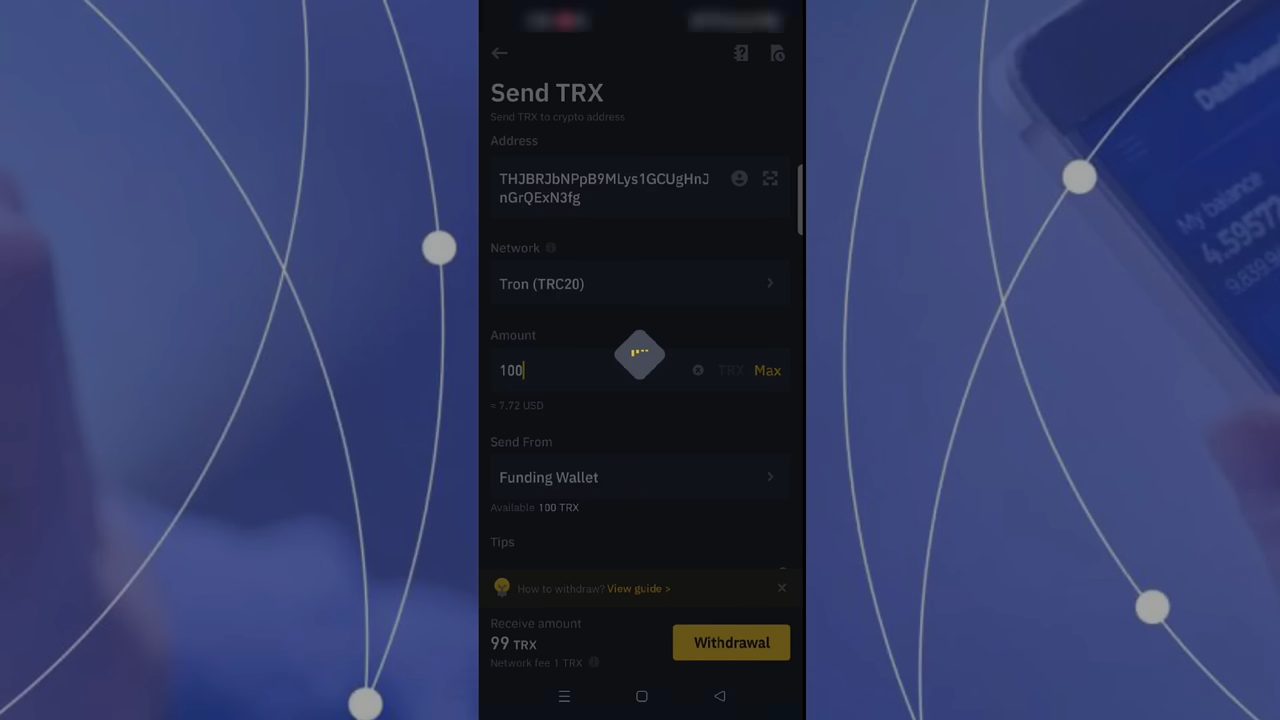 Send TRX
Send TRX to crypto address
Address
THJBRJbNPpB9MLys1GCUgHnJ
nGrQExN3fg
Network
Tron (TRC20)
Amount
100
TRX Max
≈ 7.72 USD
Send From
Funding Wallet
Available 100 TRX
Tips
How to withdraw? View guide >
Receive amount
99 TRX
Withdrawal
Network fee 1 TRX
My balance